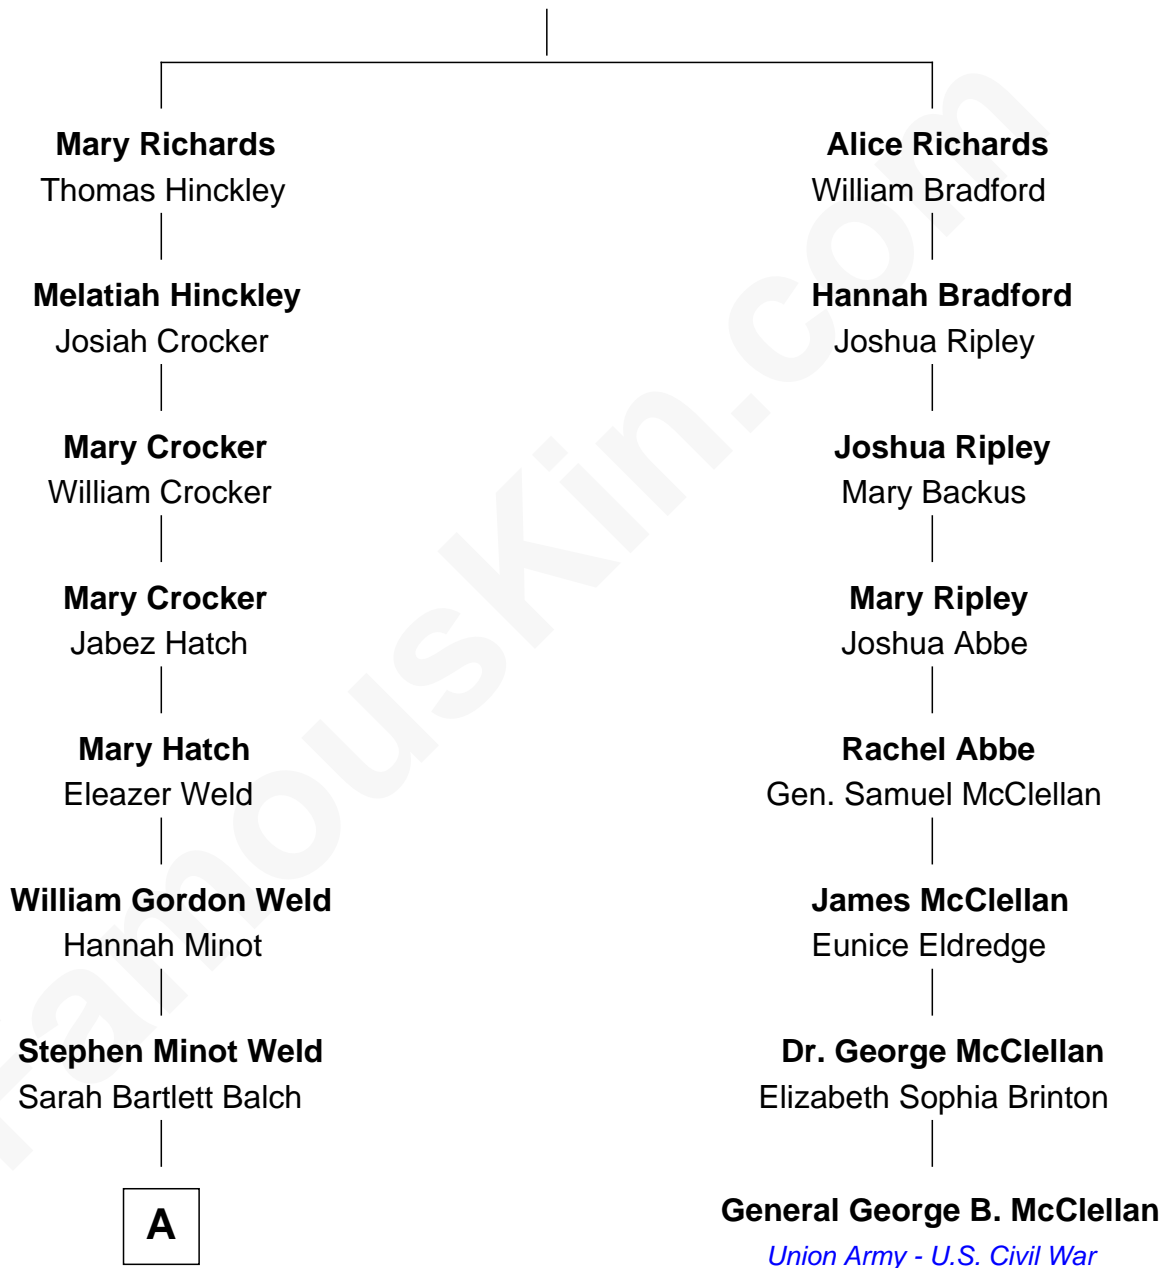 Mary Richards
Thomas Hinckley
Melatiah Hinckley
Josiah Crocker
Mary Crocker
William Crocker
Mary Crocker
Jabez Hatch
Mary Hatch
Eleazer Weld
William Gordon Weld
Hannah Minot
Stephen Minot Weld
Sarah Bartlett Balch
A
Alice Richards
William Bradford
Hannah Bradford
Joshua Ripley
Joshua Ripley
Mary Backus
Mary Ripley
Joshua Abbe
Rachel Abbe
Gen. Samuel McClellan
James McClellan
Eunice Eldredge
Dr. George McClellan
Elizabeth Sophia Brinton
General George B. McClellan
Union Army - U.S. Civil War
FamousKin.com